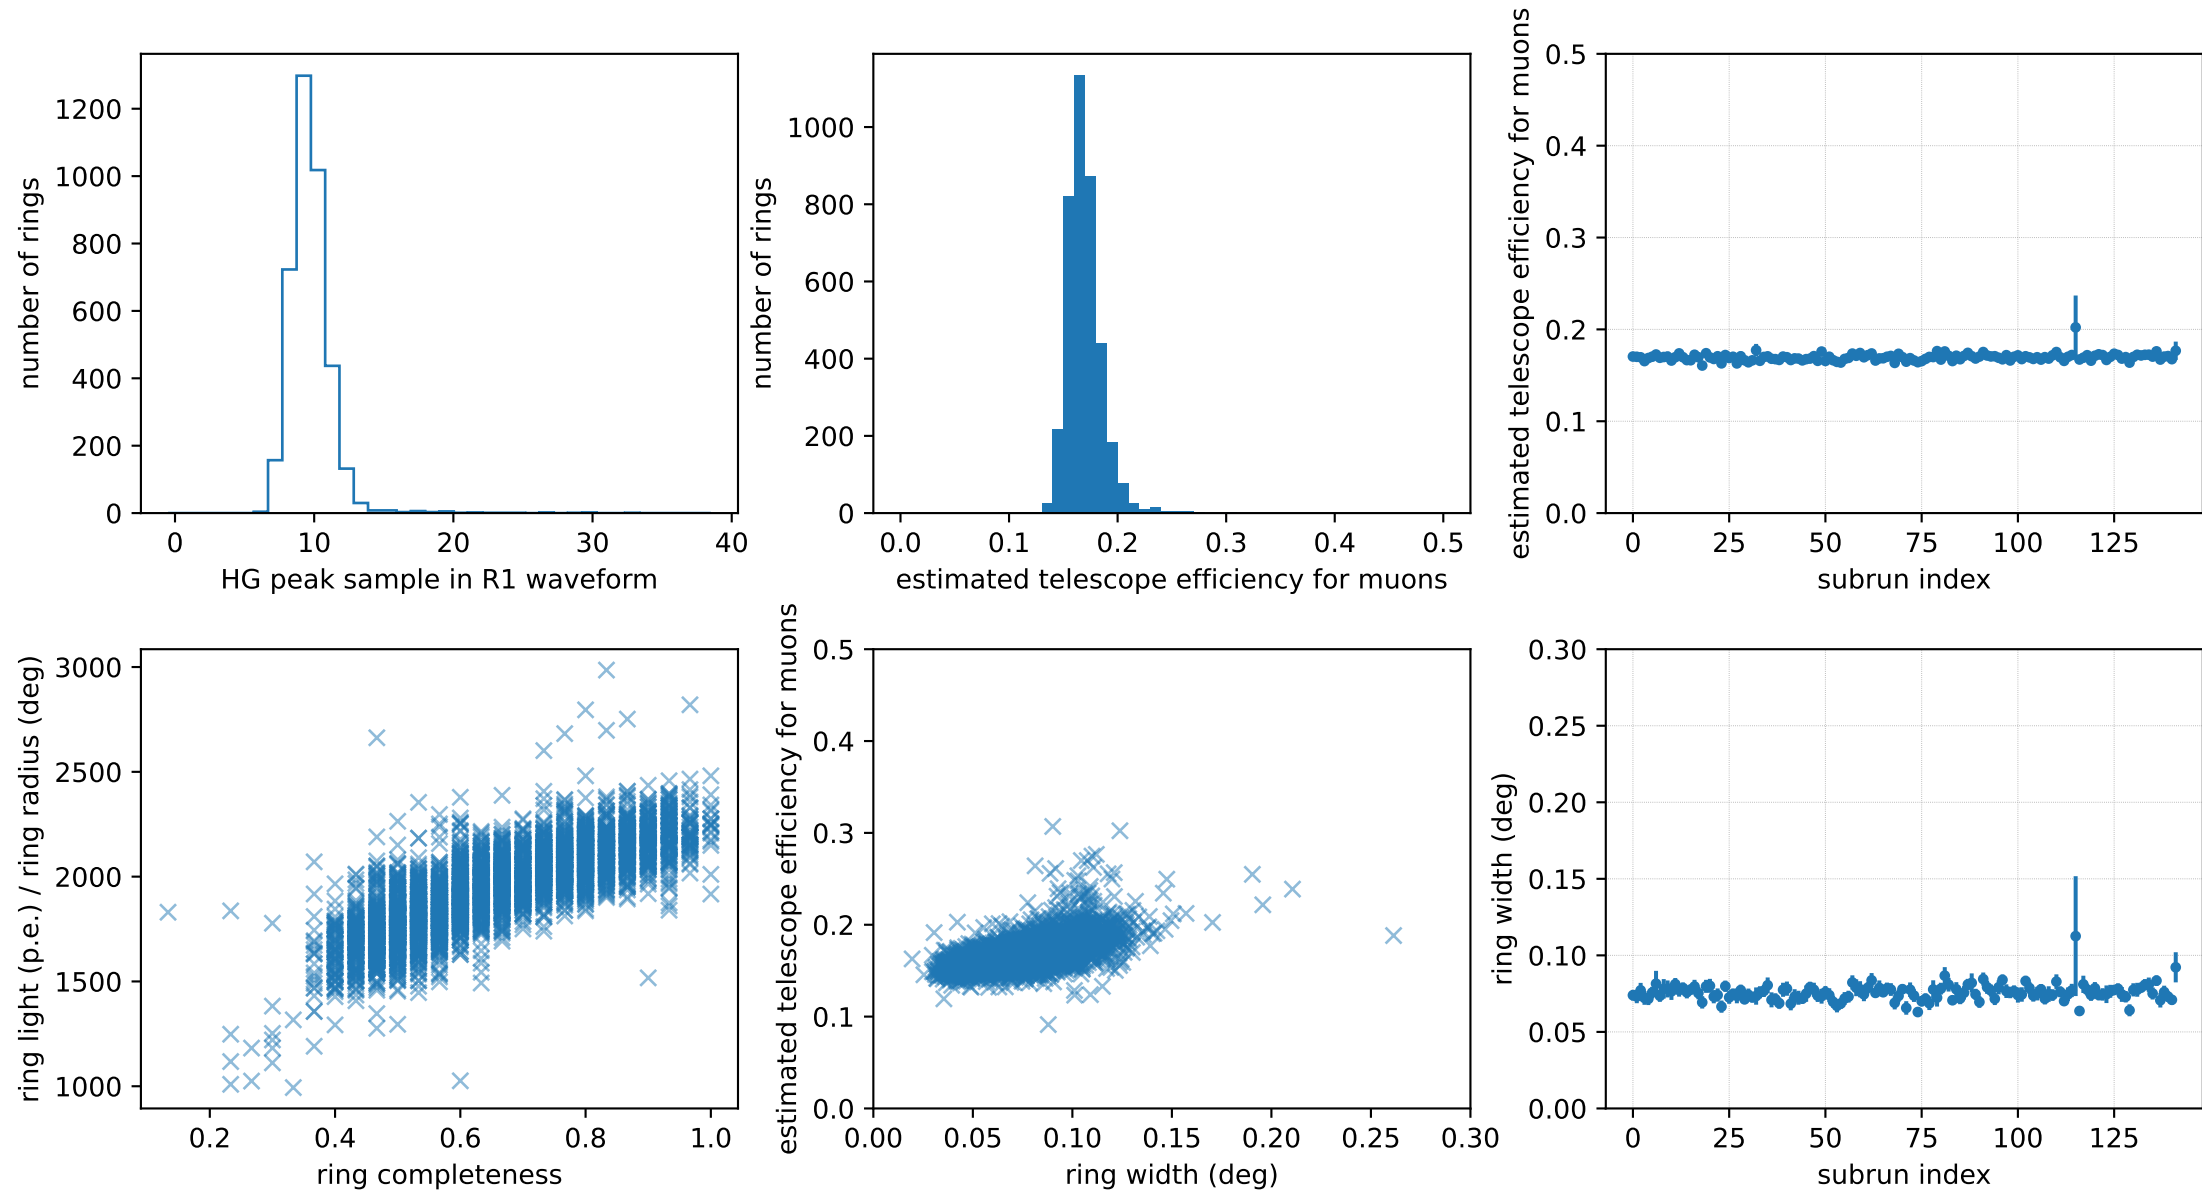 number of rings
1200
1000
800
600
400
200
0
0 10 20 30 40
HG peak sample in R1 waveform
number of rings
1000
800
600
400
200
0
0.0 0.1 0.2 0.3 0.4 0.5
estimated telescope efficiency for muons
estimated telescope efficiency for muons
0.5
0.4
0.3
0.2
0.1
0.0
0 25 50 75 100 125
subrun index
ring light (p.e.) / ring radius (deg)
3000
2500
2000
1500
1000
0.2 0.4 0.6 0.8 1.0
ring completeness
estimated telescope efficiency for muons
0.5
0.4
0.3
0.2
0.1
0.0
0.00 0.05 0.10 0.15 0.20 0.25 0.30
ring width (deg)
ring width (deg)
0.30
0.25
0.20
0.15
0.10
0.05
0.00
0 25 50 75 100 125
subrun index